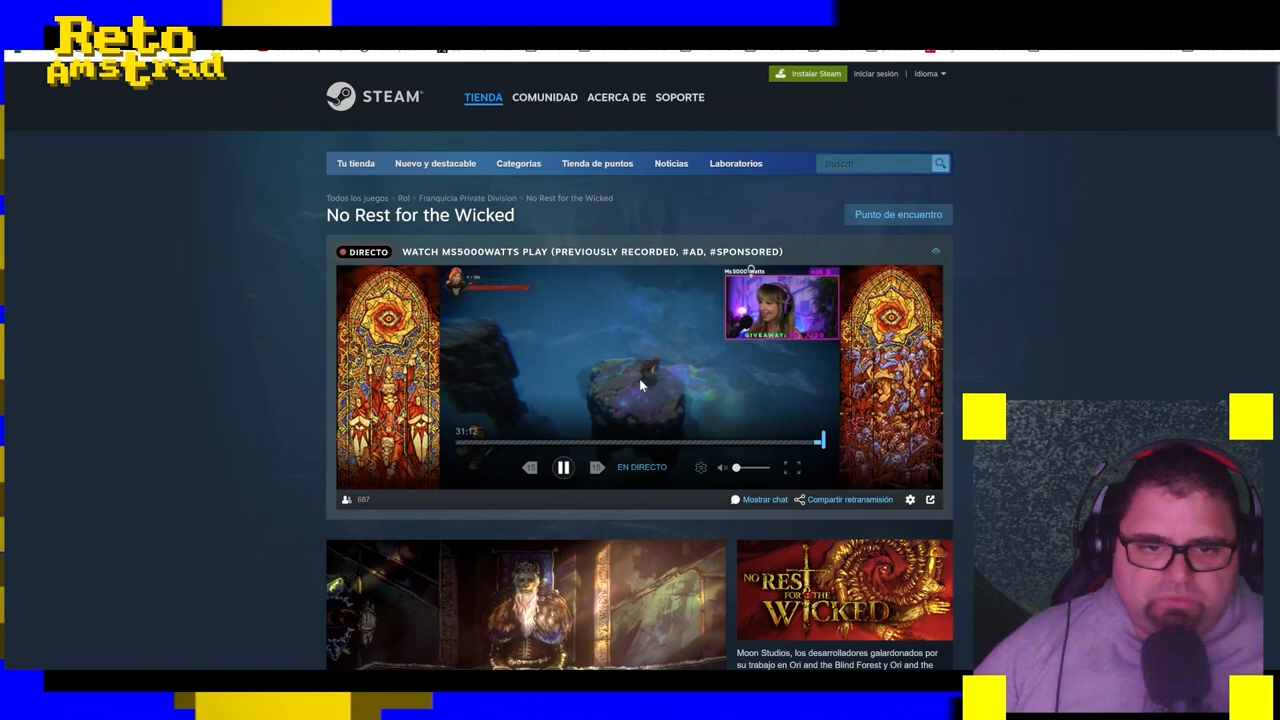 Reto
Amstrad
STEAM
TIENDA COMUNIDAD ACERCA DE SOPORTE
Instalar Steam Iniciar sesión | Idioma
Tu tienda Nuevo y destacable Categorías Tienda de puntos Noticias Laboratorios buscar
Todos los juegos > Rol > Franquicia Private Division > No Rest for the Wicked
No Rest for the Wicked
Punto de encuentro
DIRECTO WATCH MS5000WATTS PLAY (PREVIOUSLY RECORDED, #AD, #SPONSORED)
Ms5000Watts
GIVEAWAY:
31:12
15 15 EN DIRECTO
687 Mostrar chat Compartir retransmisión
NO REST
FOR THE
WICKED
Moon Studios, los desarrolladores galardonados por
su trabajo en Ori and the Blind Forest y Ori and the